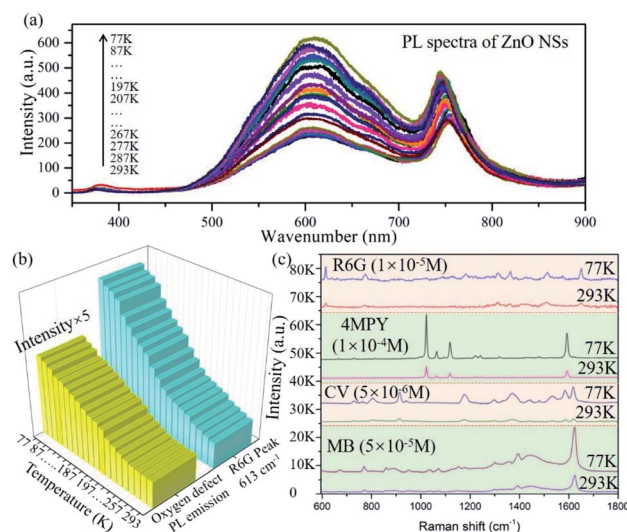 (a)
PL spectra of ZnO NSs
77K
87K
...
...
197K
207K
...
...
267K
277K
287K
293K
Intensity (a.u.)
600
500
400
300
200
100
0
400 500 600 700 800 900
Wavenumber (nm)
(b)
Intensity×5
77 87......187 197....257 293
Temperature (K)
Oxygen defect
PL emission
R6G Peak
613 cm⁻¹
(c)
Intensity (a.u.)
80K
70K
60K
50K
40K
30K
20K
10K
0
R6G (1×10⁻⁵M)
77K
293K
4MPY
(1×10⁻⁴M)
77K
293K
CV (5×10⁻⁶M)
77K
293K
MB (5×10⁻⁵M)
77K
293K
600 800 1000 1200 1400 1600 1800
Raman shift (cm⁻¹)